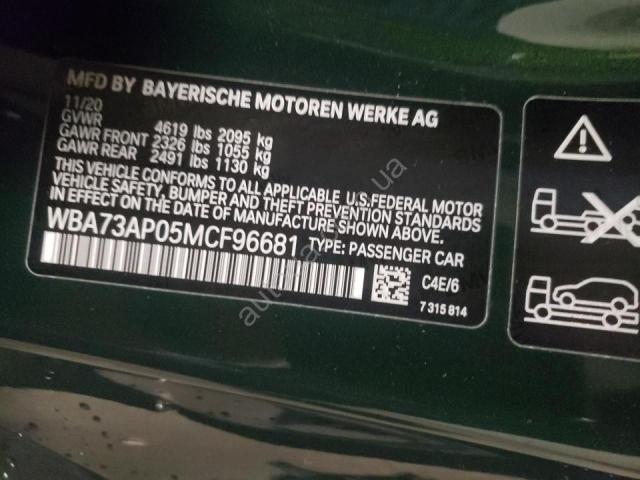 MFD BY BAYERISCHE MOTOREN WERKE AG
11/20
GVWR 4619 lbs 2095 kg
GAWR FRONT 2326 lbs 1055 kg
GAWR REAR 2491 lbs 1130 kg
THIS VEHICLE CONFORMS TO ALL APPLICABLE U.S.FEDERAL MOTOR
VEHICLE SAFETY, BUMPER AND THEFT PREVENTION STANDARDS
IN EFFECT ON THE DATE OF MANUFACTURE SHOWN ABOVE.
WBA73AP05MCF96681 TYPE: PASSENGER CAR
C4E/6
7 315 814